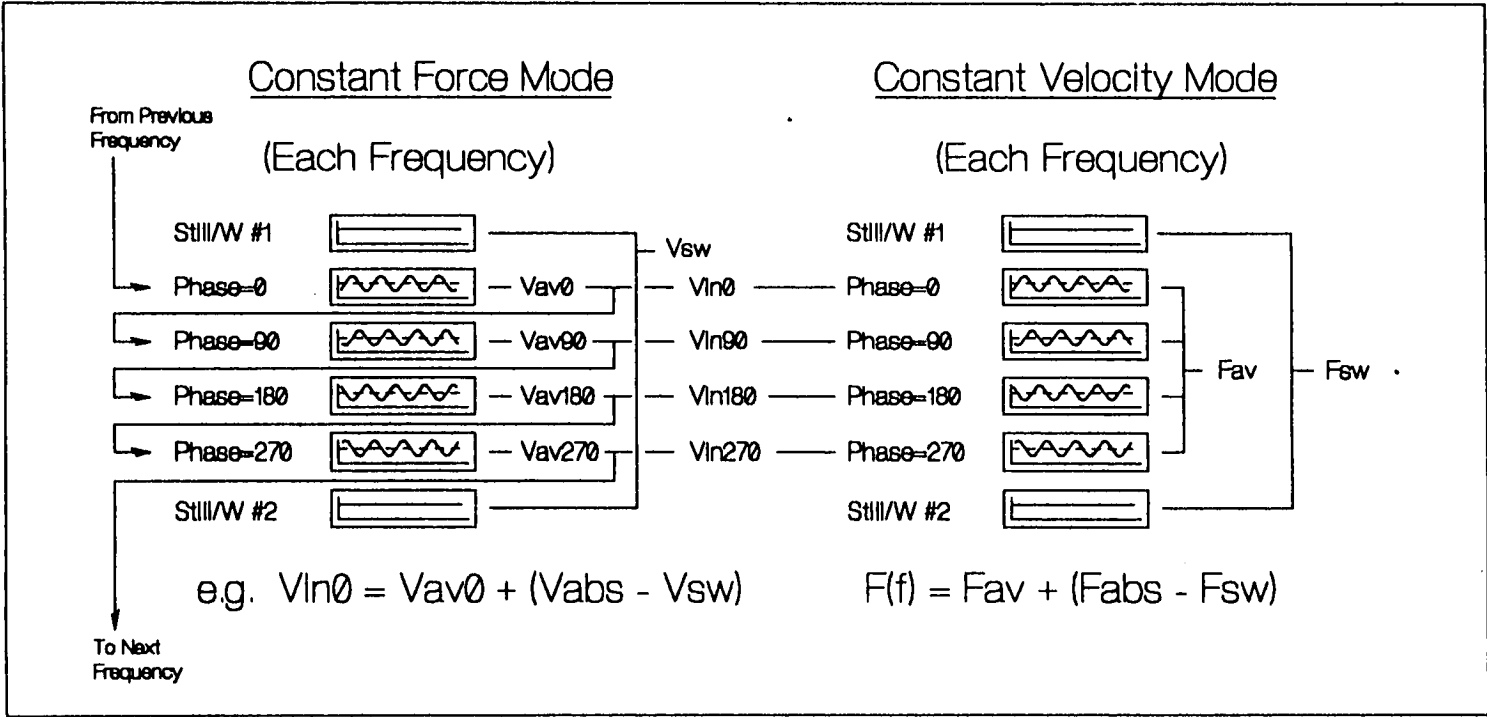 Constant Force Mode
Constant Velocity Mode
From Previous
Frequency
(Each Frequency)
(Each Frequency)
Still/W #1
Vsw
Still/W #1
Phase=0
Vav0
Vin0
Phase=0
Phase=90
Vav90
Vin90
Phase=90
Fav
Fsw
Phase=180
Vav180
Vin180
Phase=180
Phase=270
Vav270
Vin270
Phase=270
Still/W #2
Still/W #2
e.g. Vin0 = Vav0 + (Vabs - Vsw)
F(f) = Fav + (Fabs - Fsw)
To Next
Frequency